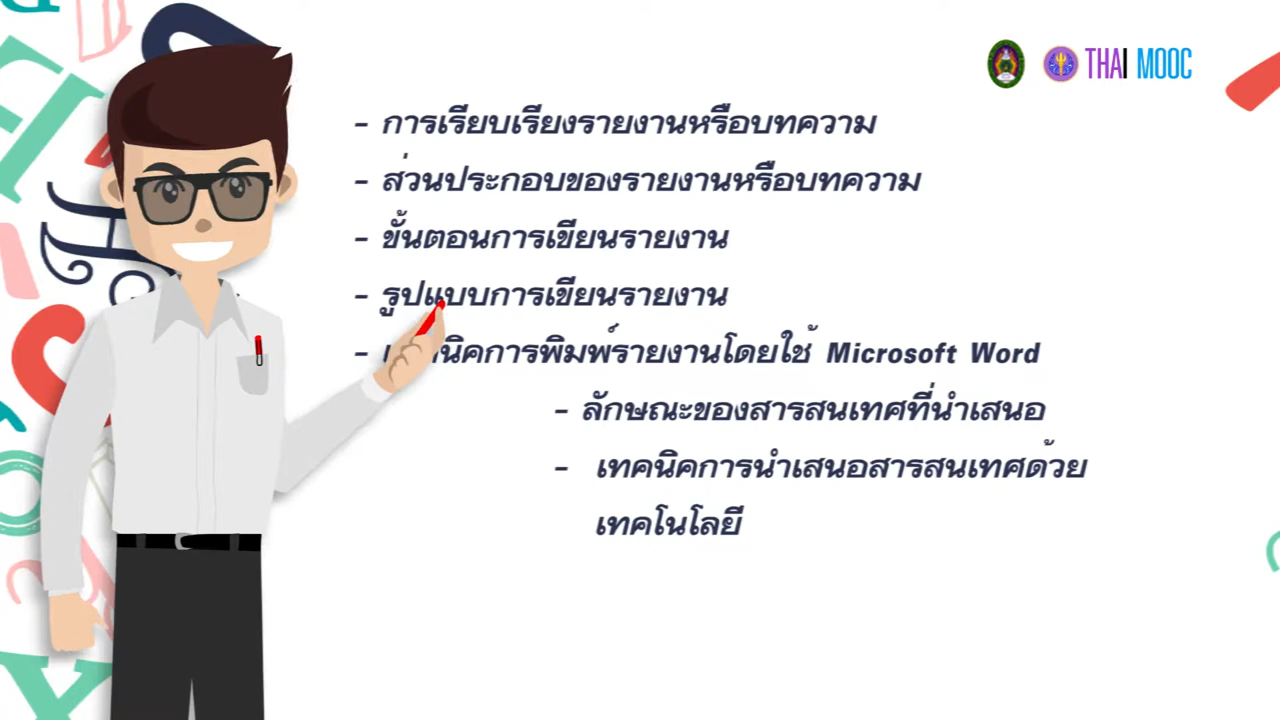 THAI MOOC
- การเรียบเรียงรายงานหรือบทความ
- ส่วนประกอบของรายงานหรือบทความ
- ขั้นตอนการเขียนรายงาน
- รูปแบบการเขียนรายงาน
- การพิมพ์รายงานโดยใช้ Microsoft Word
- ลักษณะของสารสนเทศที่นำเสนอ
- เทคนิคการนำเสนอสารสนเทศด้วย
เทคโนโลยี